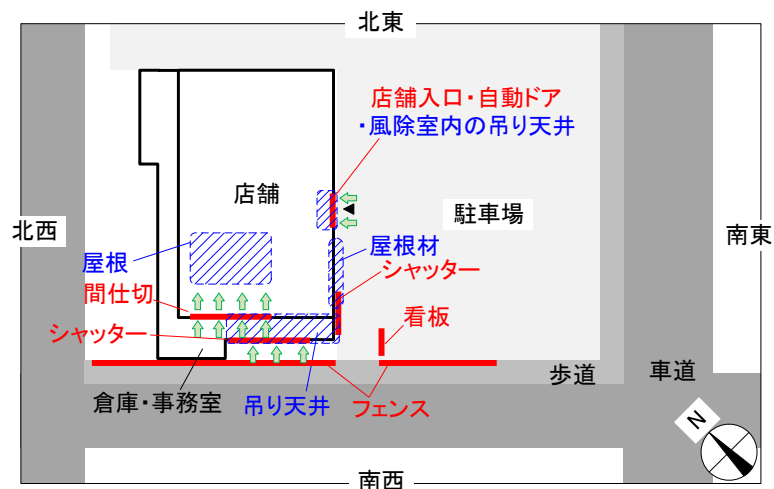 北東
店舗入口・自動ドア
・風除室内の吊り天井
店舗
駐車場
北西
南東
屋根
屋根材
間仕切
シャッター
シャッター
看板
倉庫・事務室
吊り天井
フェンス
歩道
車道
N
南西